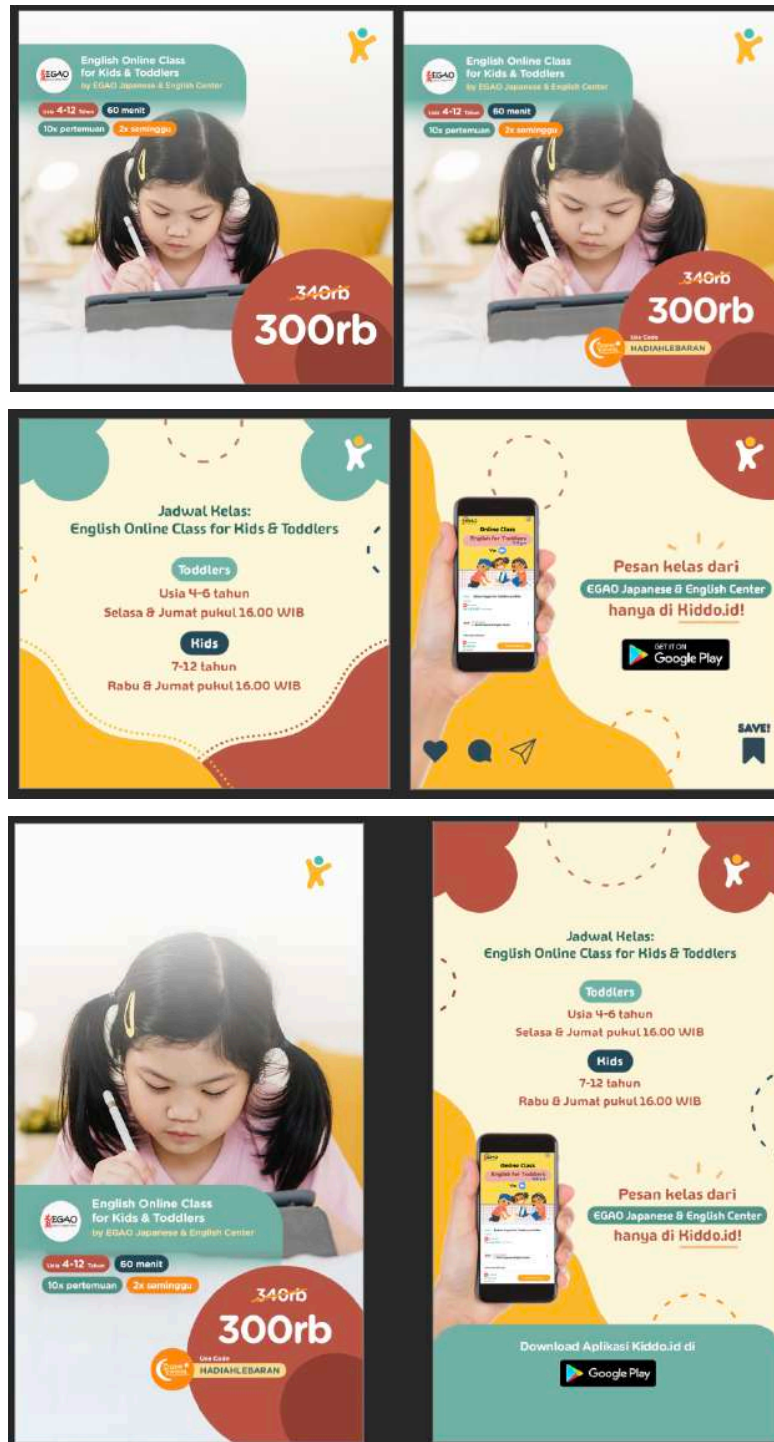 EGAO
English Online Class
for Kids & Toddlers
by EGAO Japanese & English Center
Usia 4-12 Tahun
60 menit
10x pertemuan
2x seminggu
340rb
300rb
EGAO
English Online Class
for Kids & Toddlers
by EGAO Japanese & English Center
Usia 4-12 Tahun
60 menit
10x pertemuan
2x seminggu
340rb
300rb
Use Code
HADIAHLEBARAN
Jadwal Kelas:
English Online Class for Kids & Toddlers
Toddlers
Usia 4-6 tahun
Selasa & Jumat pukul 16.00 WIB
Kids
7-12 tahun
Rabu & Jumat pukul 16.00 WIB
Online Class
English for Toddlers
Pesan kelas dari
EGAO Japanese & English Center
hanya di Kiddo.id!
GET IT ON
Google Play
SAVE!
EGAO
English Online Class
for Kids & Toddlers
by EGAO Japanese & English Center
Usia 4-12 Tahun
60 menit
10x pertemuan
2x seminggu
340rb
300rb
Use Code
HADIAHLEBARAN
Jadwal Kelas:
English Online Class for Kids & Toddlers
Toddlers
Usia 4-6 tahun
Selasa & Jumat pukul 16.00 WIB
Kids
7-12 tahun
Rabu & Jumat pukul 16.00 WIB
Online Class
English for Toddlers
Pesan kelas dari
EGAO Japanese & English Center
hanya di Kiddo.id!
Download Aplikasi Kiddo.id di
Google Play